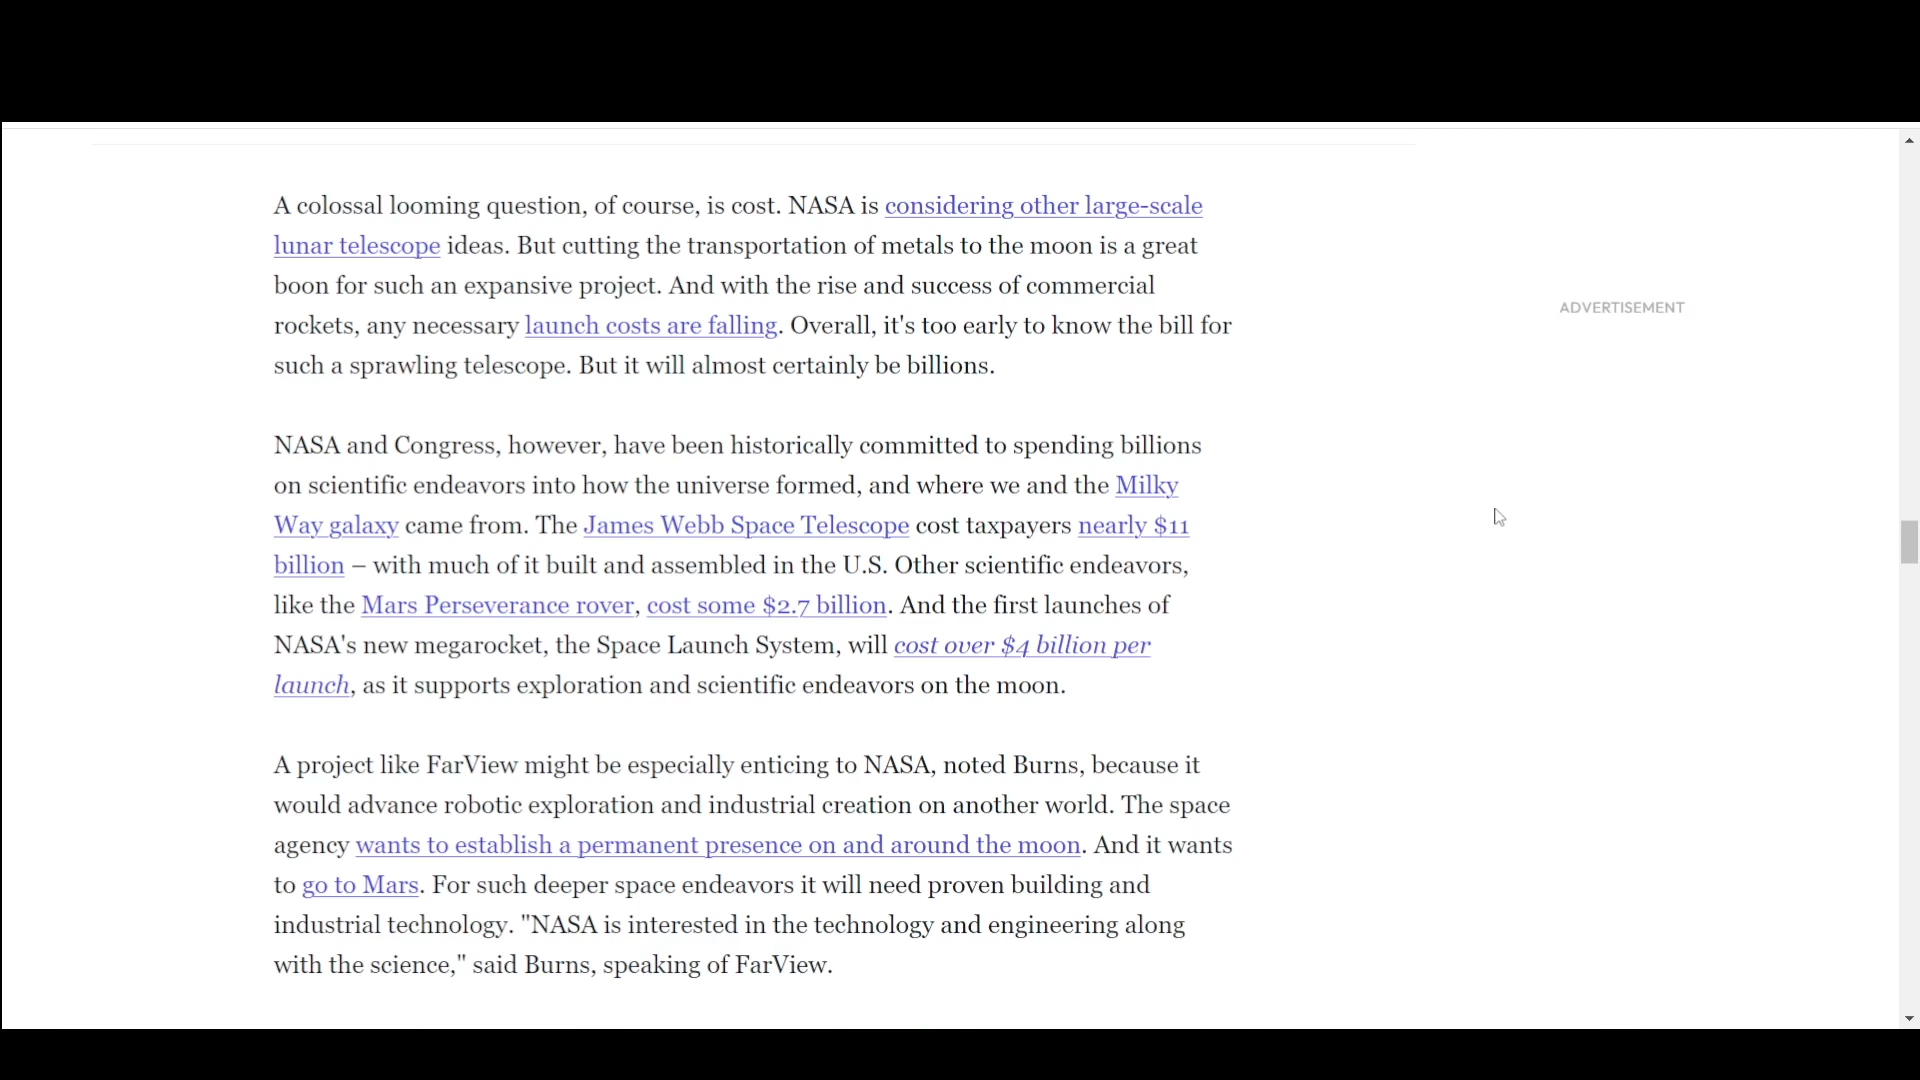 A colossal looming question, of course, is cost. NASA is considering other large-scale
lunar telescope ideas. But cutting the transportation of metals to the moon is a great
boon for such an expansive project. And with the rise and success of commercial
rockets, any necessary launch costs are falling. Overall, it's too early to know the bill for
such a sprawling telescope. But it will almost certainly be billions.
ADVERTISEMENT
NASA and Congress, however, have been historically committed to spending billions
on scientific endeavors into how the universe formed, and where we and the Milky
Way galaxy came from. The James Webb Space Telescope cost taxpayers nearly $11
billion – with much of it built and assembled in the U.S. Other scientific endeavors,
like the Mars Perseverance rover, cost some $2.7 billion. And the first launches of
NASA's new megarocket, the Space Launch System, will cost over $4 billion per
launch, as it supports exploration and scientific endeavors on the moon.
A project like FarView might be especially enticing to NASA, noted Burns, because it
would advance robotic exploration and industrial creation on another world. The space
agency wants to establish a permanent presence on and around the moon. And it wants
to go to Mars. For such deeper space endeavors it will need proven building and
industrial technology. "NASA is interested in the technology and engineering along
with the science," said Burns, speaking of FarView.